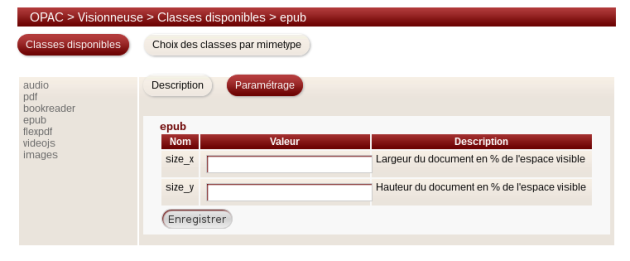 OPAC > Visionneuse > Classes disponibles > epub
Classes disponibles Choix des classes par mimetype
audio
pdf
bookreader
epub
flexpdf
videojs
images
Description Paramétrage
epub
Nom Valeur Description
size_x Largeur du document en % de l'espace visible
size_y Hauteur du document en % de l'espace visible
Enregistrer